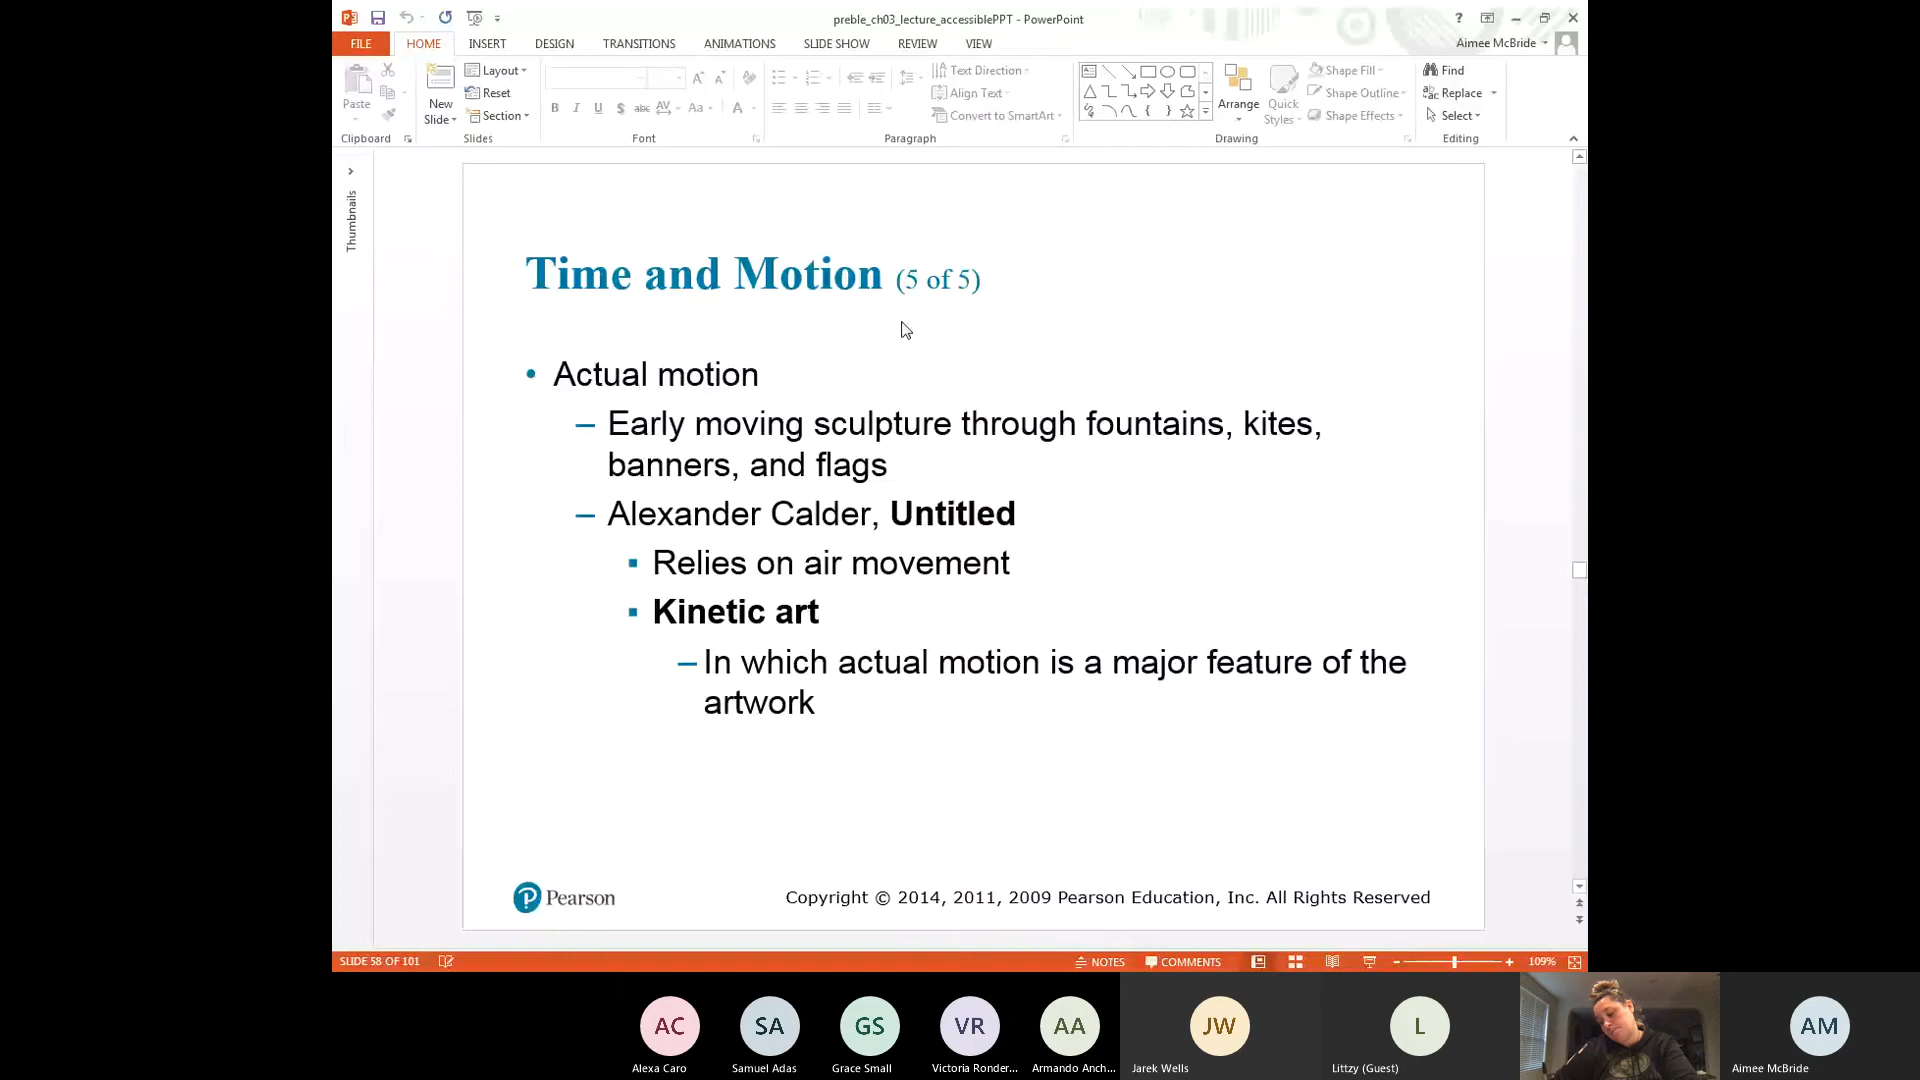 preble_ch03_lecture_accessiblePPT - PowerPoint
FILE HOME INSERT DESIGN TRANSITIONS ANIMATIONS SLIDE SHOW REVIEW VIEW
Aimee McBride
Paste
New Slide
Layout
Reset
Section
B I U S abc AV Aa A
Text Direction
Align Text
Convert to SmartArt
Arrange
Quick Styles
Shape Fill
Shape Outline
Shape Effects
Find
Replace
Select
Clipboard Slides Font Paragraph Drawing Editing
Thumbnails
Time and Motion (5 of 5)
• Actual motion
– Early moving sculpture through fountains, kites,
banners, and flags
– Alexander Calder, Untitled
▪ Relies on air movement
▪ Kinetic art
– In which actual motion is a major feature of the
artwork
Pearson
Copyright © 2014, 2011, 2009 Pearson Education, Inc. All Rights Reserved
SLIDE 58 OF 101
NOTES COMMENTS 109%
AC SA GS VR AA JW L AM
Alexa Caro Samuel Adas Grace Small Victoria Ronder... Armando Anch... Jarek Wells Littzy (Guest) Aimee McBride